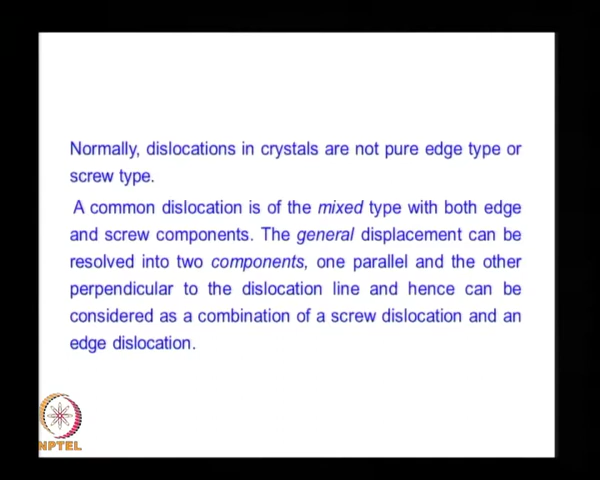 Normally, dislocations in crystals are not pure edge type or
screw type.
A common dislocation is of the mixed type with both edge
and screw components. The general displacement can be
resolved into two components, one parallel and the other
perpendicular to the dislocation line and hence can be
considered as a combination of a screw dislocation and an
edge dislocation.
NPTEL